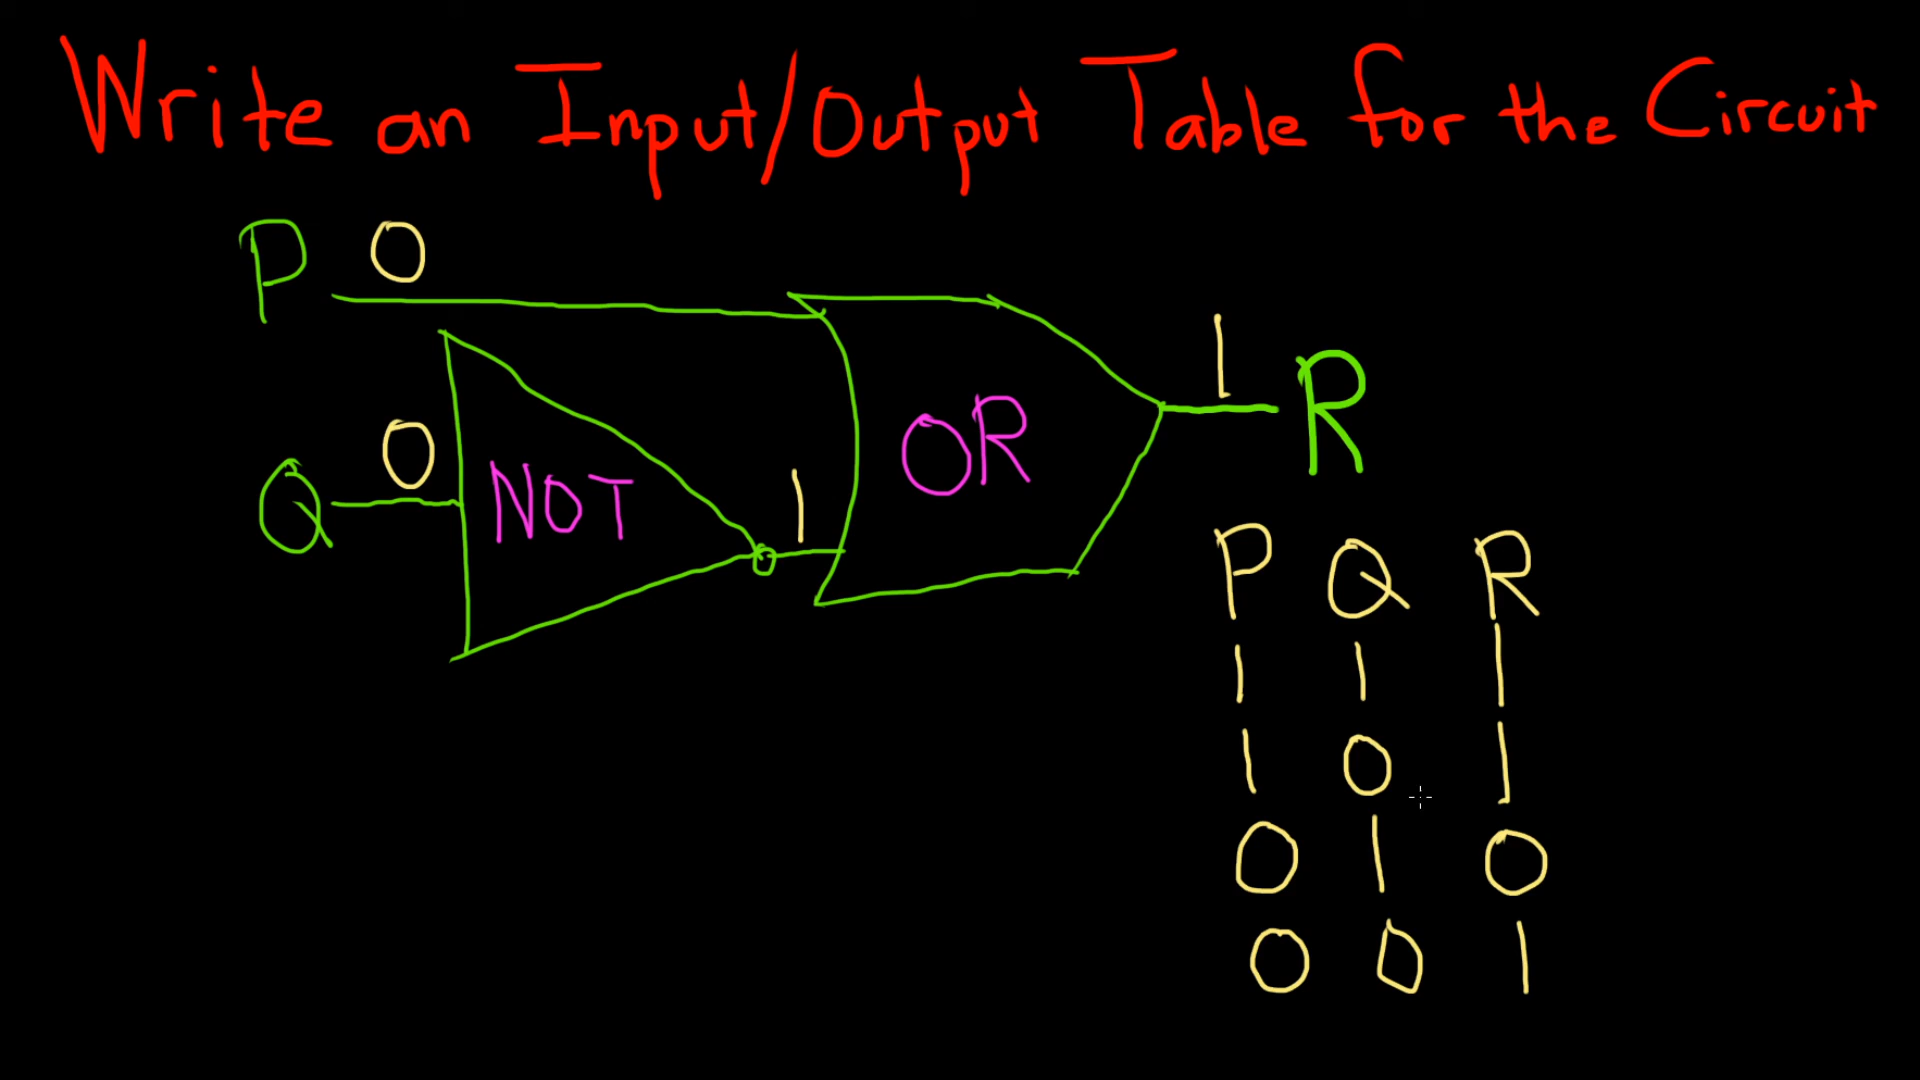 Write an Input/Output Table for the Circuit
P 0
1 R
Q 0 NOT 1 OR
P Q R
1 1 1
1 0 1
0 1 0
0 0 1